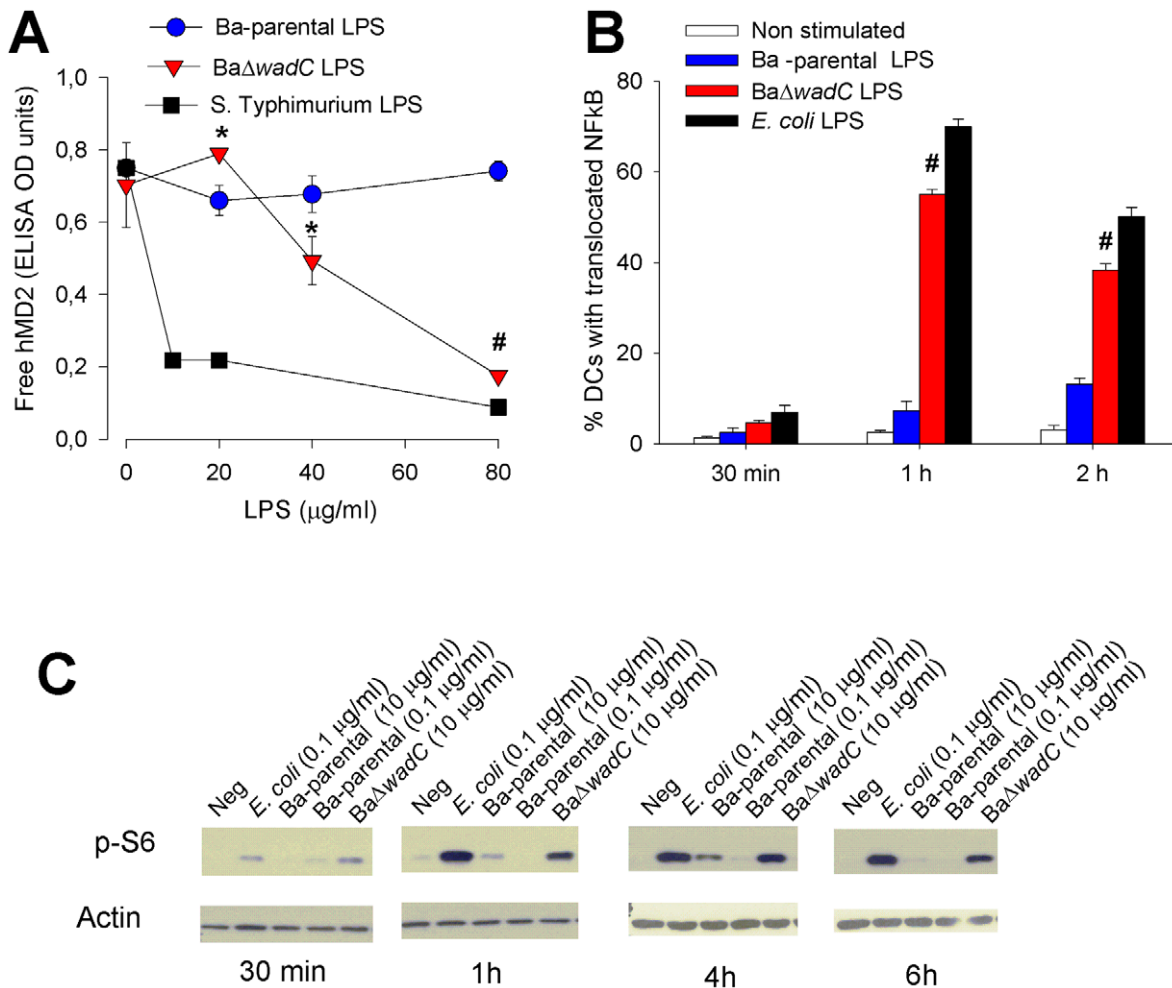 A
Ba-parental LPS
BaΔwadC LPS
S. Typhimurium LPS
Free hMD2 (ELISA OD units)
1,0
0,8
0,6
0,4
0,2
0,0
*
*
#
0 20 40 60 80
LPS (μg/ml)
B
Non stimulated
Ba -parental LPS
BaΔwadC LPS
E. coli LPS
% DCs with translocated NFkB
80
60
40
20
0
#
#
30 min 1 h 2 h
C
Neg
E. coli (0.1 μg/ml)
Ba-parental (10 μg/ml)
Ba-parental (0.1 μg/ml)
BaΔwadC (10 μg/ml)
Neg
E. coli (0.1 μg/ml)
Ba-parental (10 μg/ml)
Ba-parental (0.1 μg/ml)
BaΔwadC (10 μg/ml)
Neg
E. coli (0.1 μg/ml)
Ba-parental (10 μg/ml)
Ba-parental (0.1 μg/ml)
BaΔwadC (10 μg/ml)
Neg
E. coli (0.1 μg/ml)
Ba-parental (10 μg/ml)
Ba-parental (0.1 μg/ml)
BaΔwadC (10 μg/ml)
p-S6
Actin
30 min 1h 4h 6h